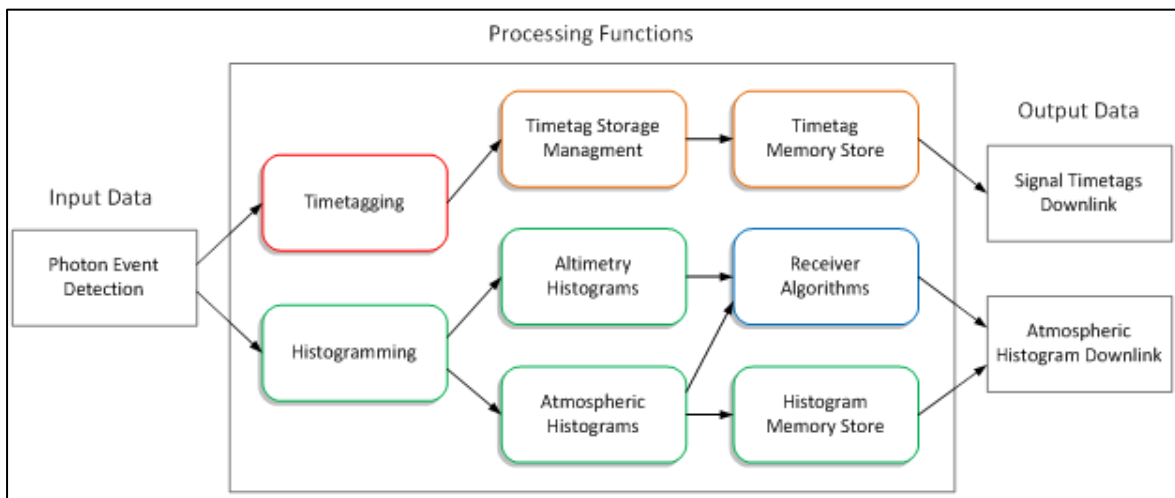 Processing Functions
Input Data
Output Data
Photon Event
Detection
Timetagging
Histogramming
Timetag Storage
Managment
Altimetry
Histograms
Atmospheric
Histograms
Timetag
Memory Store
Receiver
Algorithms
Histogram
Memory Store
Signal Timetags
Downlink
Atmospheric
Histogram Downlink